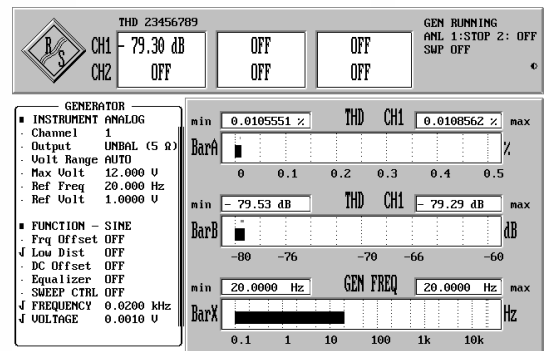 THD 23456789
GEN RUNNING
ANL 1:STOP 2: OFF
SWP OFF
R & S
CH1 - 79.30 dB OFF OFF
CH2 OFF OFF OFF
GENERATOR
INSTRUMENT ANALOG
Channel 1
Output UNBAL (5 Ω)
Volt Range AUTO
Max Volt 12.000 V
Ref Freq 20.000 Hz
Ref Volt 1.0000 V
FUNCTION - SINE
Frq Offset OFF
Low Dist OFF
DC Offset OFF
Equalizer OFF
SWEEP CTRL OFF
FREQUENCY 0.0200 kHz
VOLTAGE 0.0010 V
min 0.0105551 % THD CH1 0.0108562 % max
BarA %
0 0.1 0.2 0.3 0.4 0.5
min - 79.53 dB THD CH1 - 79.29 dB max
BarB dB
-80 -76 -70 -66 -60
min 20.0000 Hz GEN FREQ 20.0000 Hz max
BarX Hz
0.1 1 10 100 1k 10k